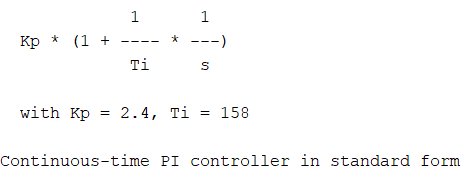 1 1
Kp * (1 + ---- * ---)
Ti s
with Kp = 2.4, Ti = 158
Continuous-time PI controller in standard form